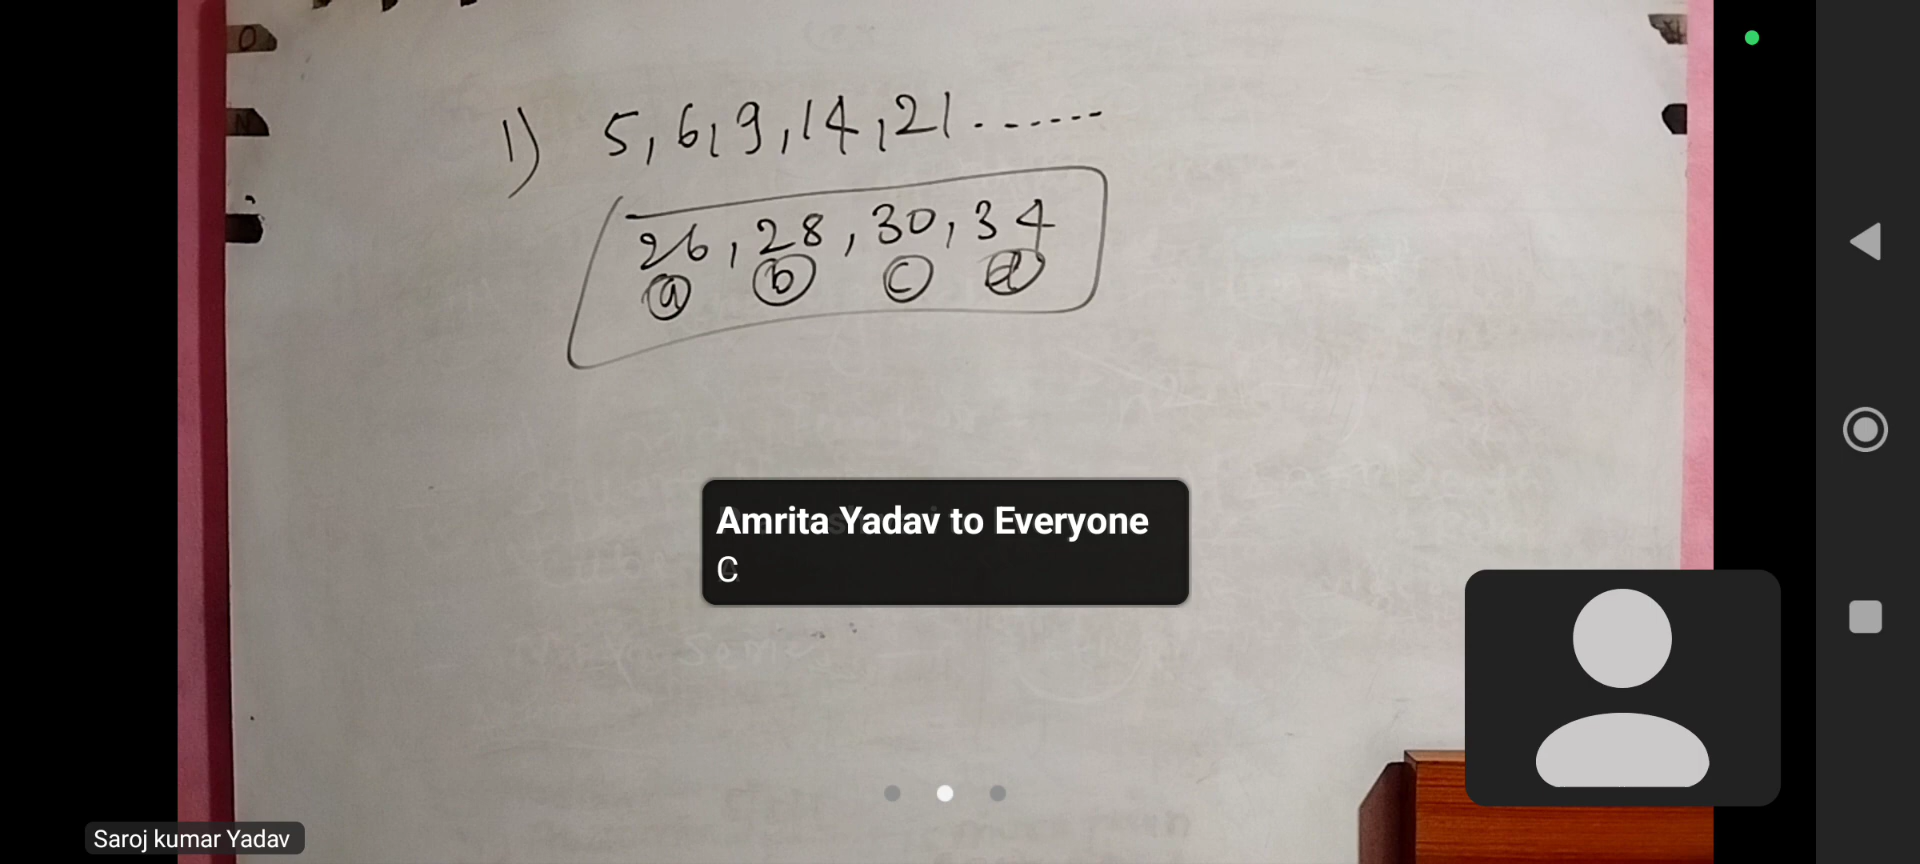 1) 5, 6, 9, 14, 21.......
26, 28, 30, 34
a b c d
Amrita Yadav to Everyone
C
Saroj kumar Yadav